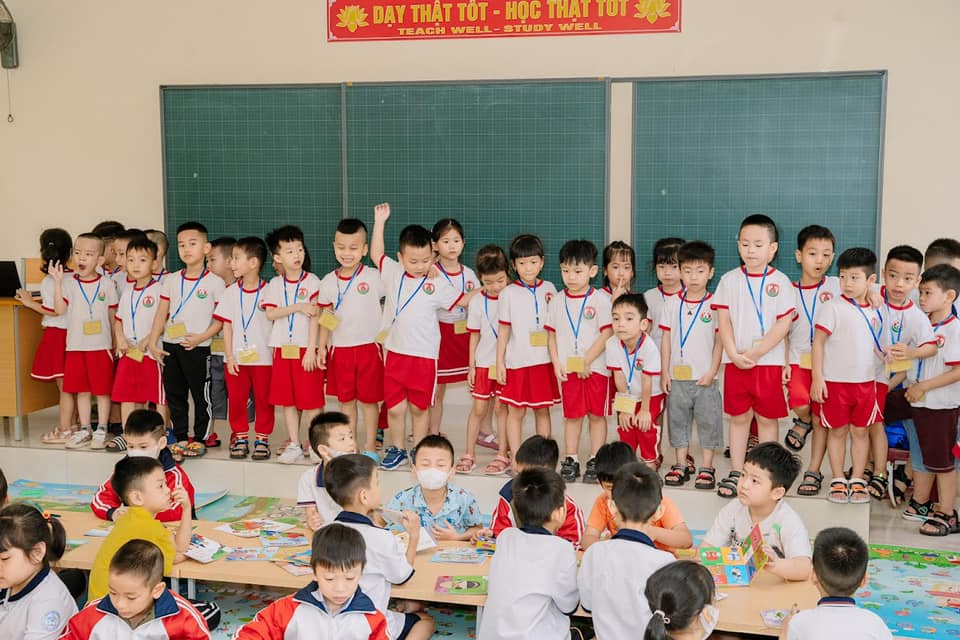 DẠY THẬT TỐT - HỌC THẬT TỐT
TEACH WELL - STUDY WELL